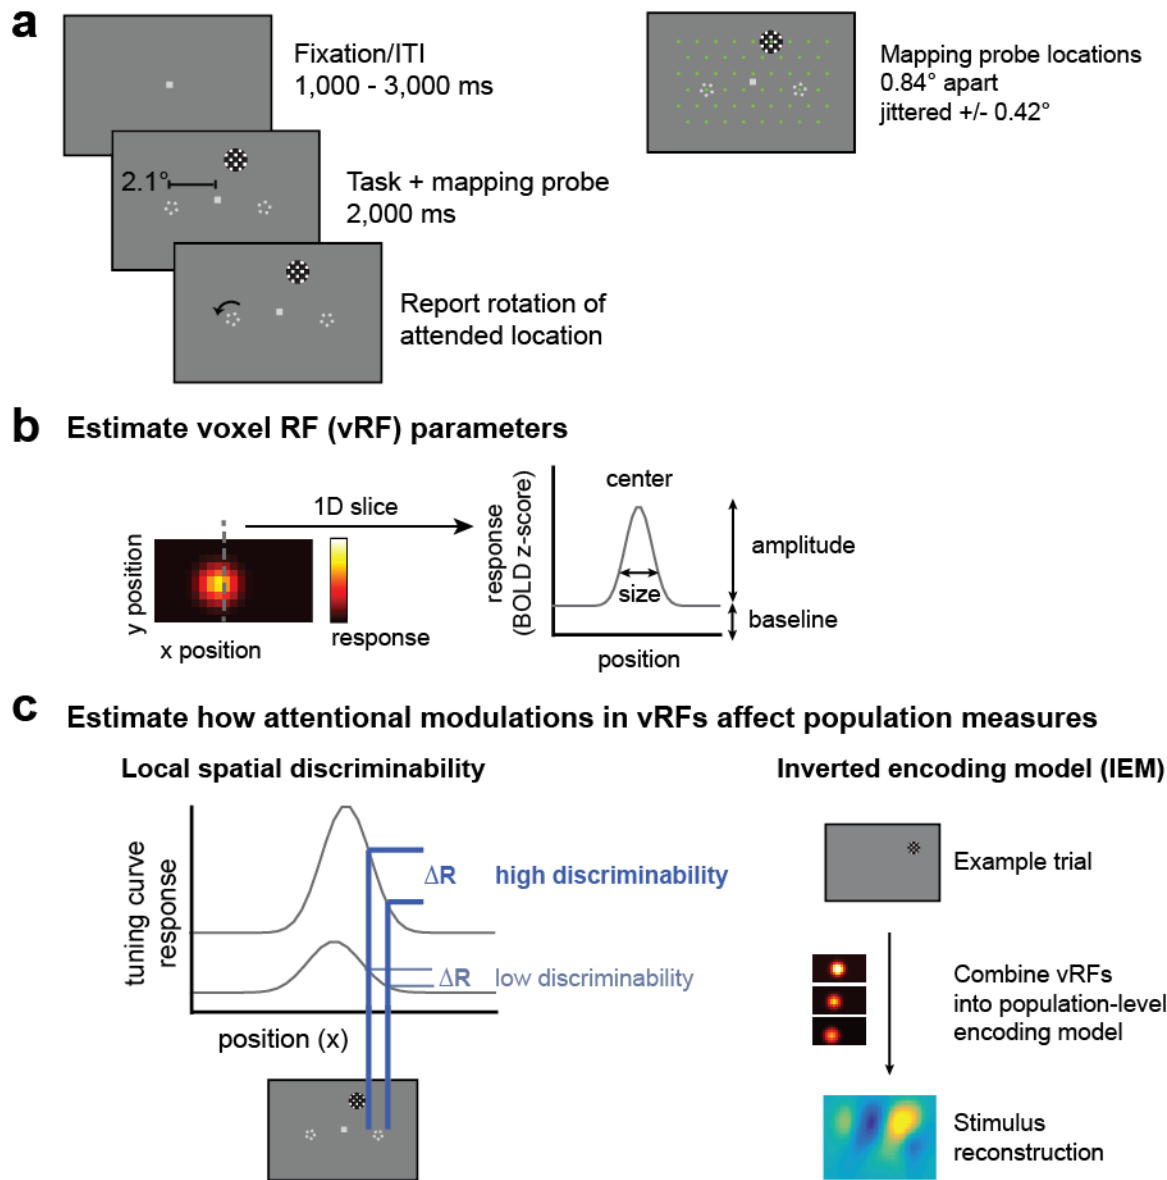 a
Fixation/ITI
1,000 - 3,000 ms
2.1°
Task + mapping probe
2,000 ms
Report rotation of
attended location
Mapping probe locations
0.84° apart
jittered +/- 0.42°
b Estimate voxel RF (vRF) parameters
y position
x position
1D slice
response
response
(BOLD z-score)
center
size
amplitude
baseline
position
c Estimate how attentional modulations in vRFs affect population measures
Local spatial discriminability
tuning curve
response
ΔR high discriminability
ΔR low discriminability
position (x)
Inverted encoding model (IEM)
Example trial
Combine vRFs
into population-level
encoding model
Stimulus
reconstruction